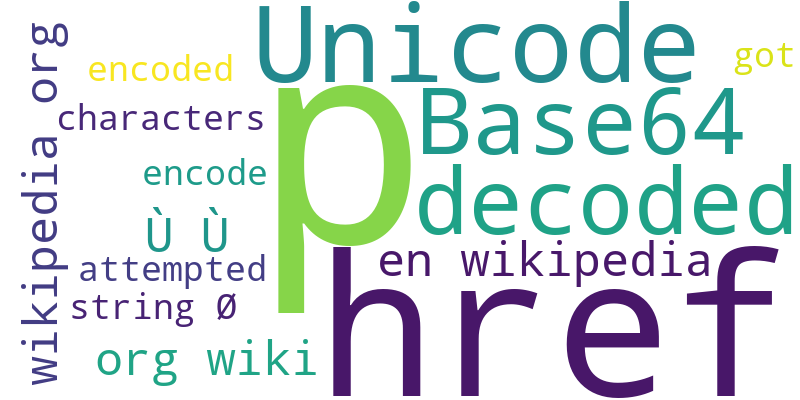 Unicode
got
encoded
p
Base64
characters
decoded
encode
Ù Ù
en wikipedia
attempted
href
string Ø
org wiki
wikipedia org